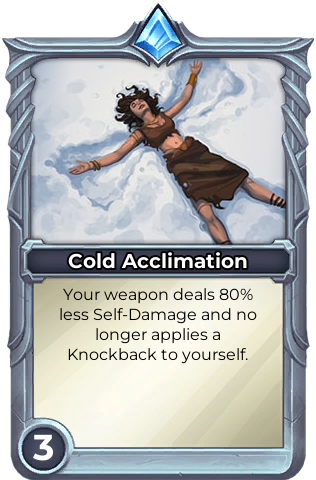 Cold Acclimation
Your weapon deals 80%
less Self-Damage and no
longer applies a
Knockback to yourself.
3